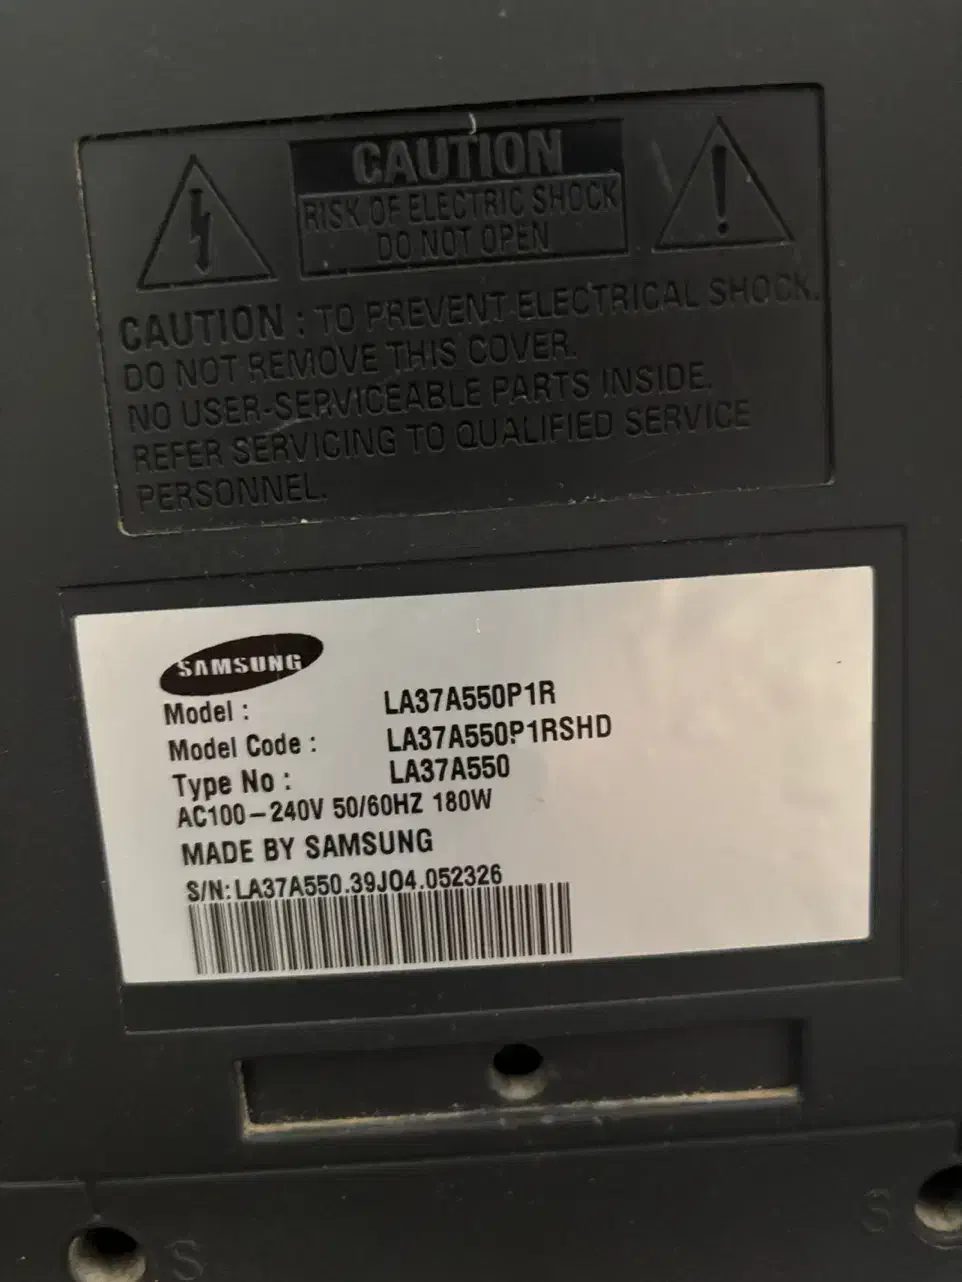 CAUTION
RISK OF ELECTRIC SHOCK
DO NOT OPEN
CAUTION : TO PREVENT ELECTRICAL SHOCK.
DO NOT REMOVE THIS COVER.
NO USER-SERVICEABLE PARTS INSIDE.
REFER SERVICING TO QUALIFIED SERVICE
PERSONNEL.
SAMSUNG
Model : LA37A550P1R
Model Code : LA37A550P1RSHD
Type No : LA37A550
AC100-240V 50/60HZ 180W
MADE BY SAMSUNG
S/N: LA37A550.39J04.052326
S
S